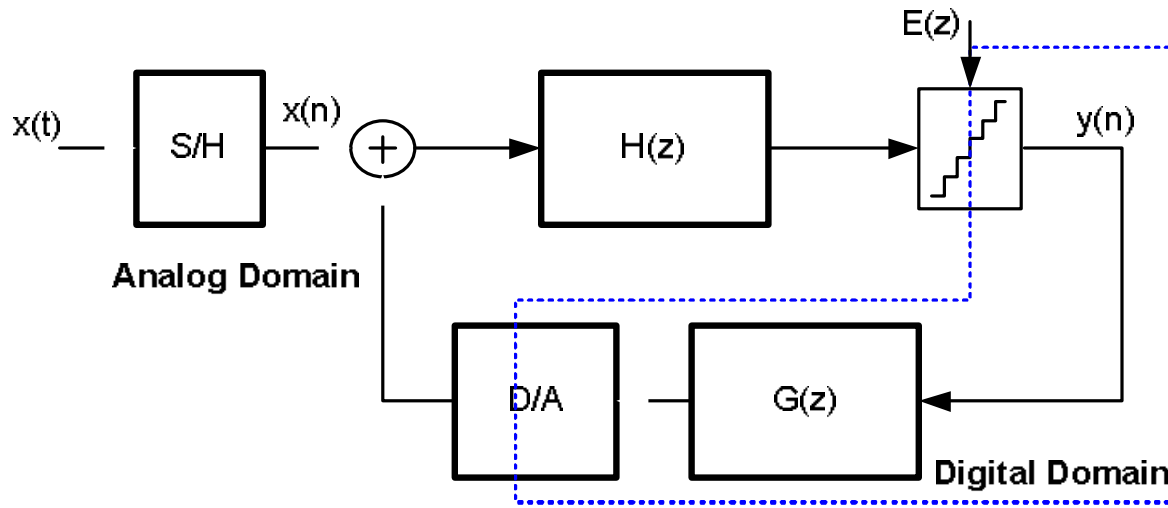 E(z)
x(t)
S/H
x(n)
+
H(z)
y(n)
Analog Domain
D/A
G(z)
Digital Domain